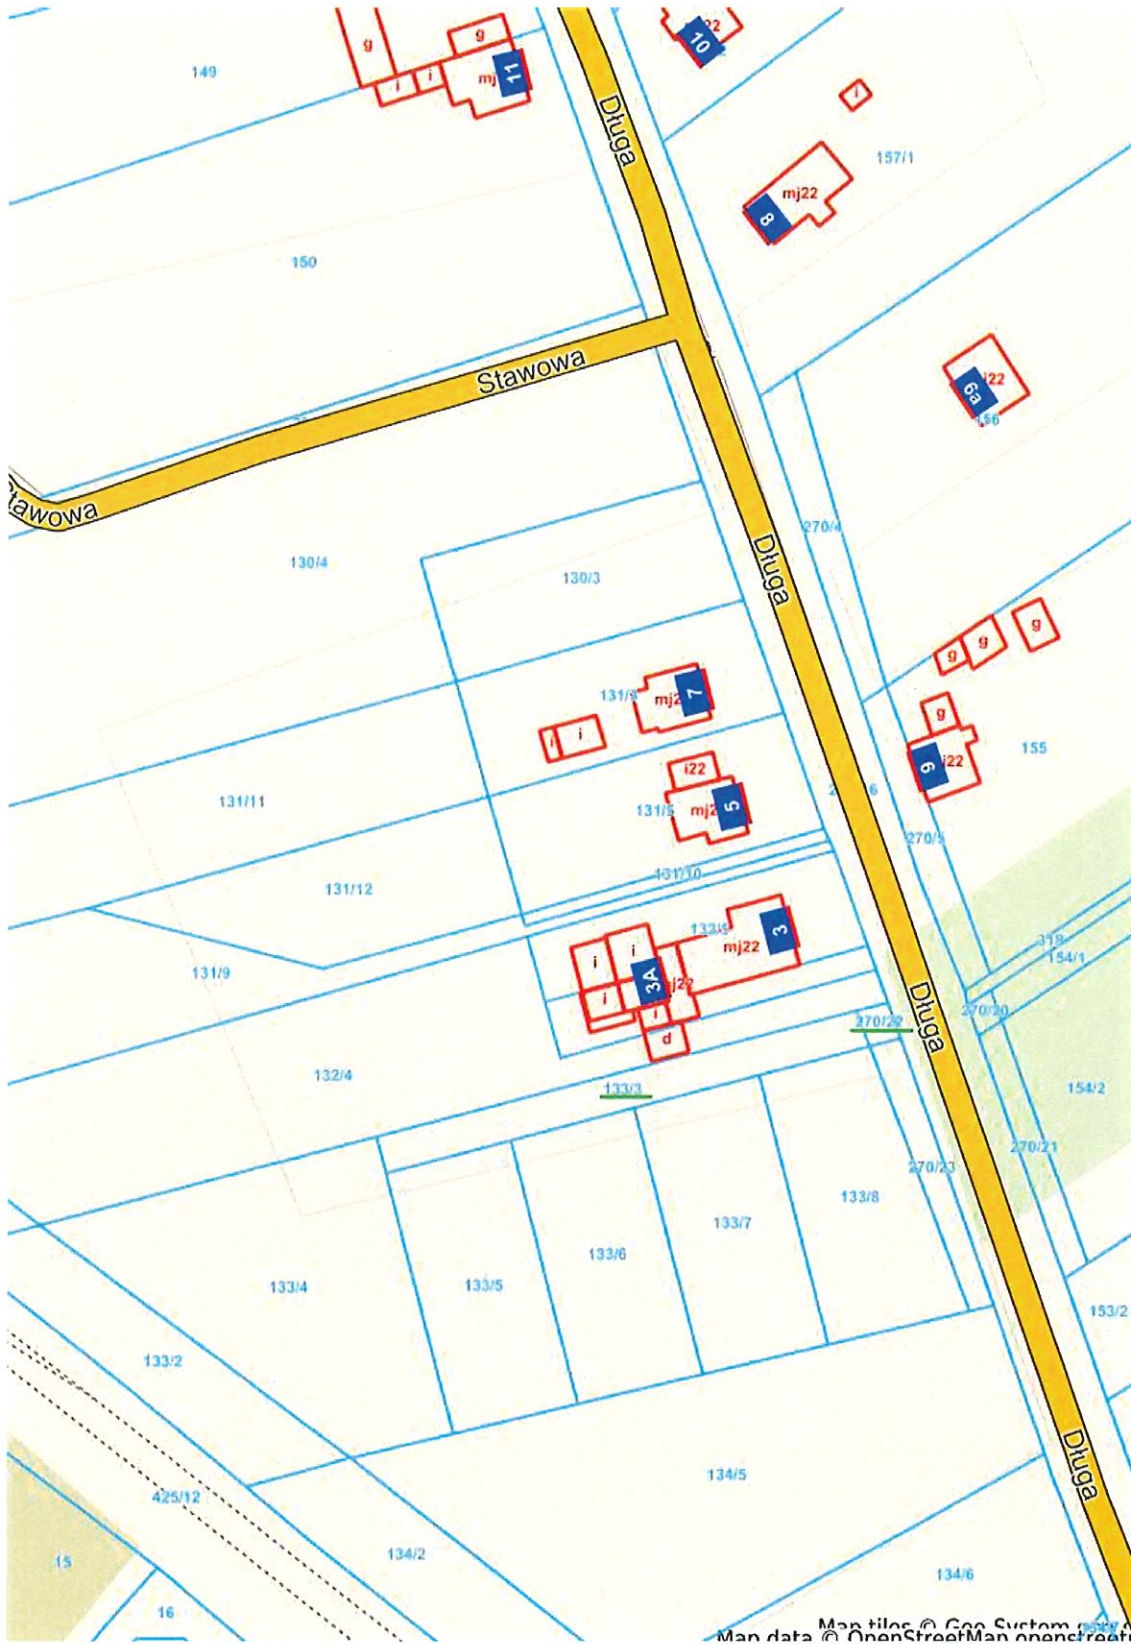 g
g
i
i
mj
11
149
Długa
22
10
i
157/1
mj22
8
150
Stawowa
i22
6a
156
tawowa
130/4
130/3
270/4
Długa
g
g
g
131/8
mj2
7
i
i
g
i22
6
155
i22
131/11
131/5
mj2
5
6
270/5
131/10
131/12
mj22
3
131/9
i
i
i
3A
j22
i
d
318
154/1
270/20
Długa
270/22
132/4
133/3
154/2
270/21
270/23
133/8
133/7
133/6
133/5
133/4
153/2
133/2
Długa
134/5
425/12
134/2
15
134/6
16
Map tiles © Geo-System
Map data © OpenStreetMap openstreet